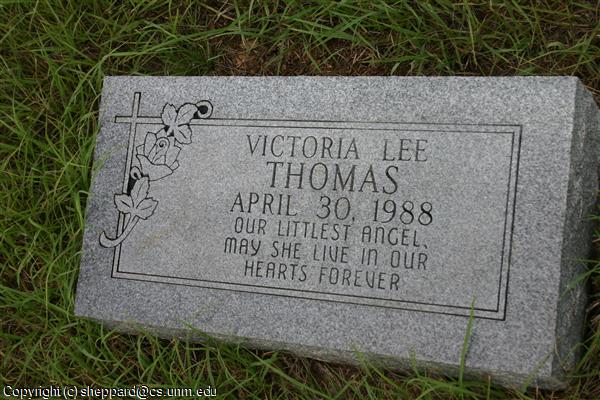 VICTORIA LEE
THOMAS
APRIL 30, 1988
OUR LITTLEST ANGEL.
MAY SHE LIVE IN OUR
HEARTS FOREVER
Copyright (c) sheppard@cs.unm.edu